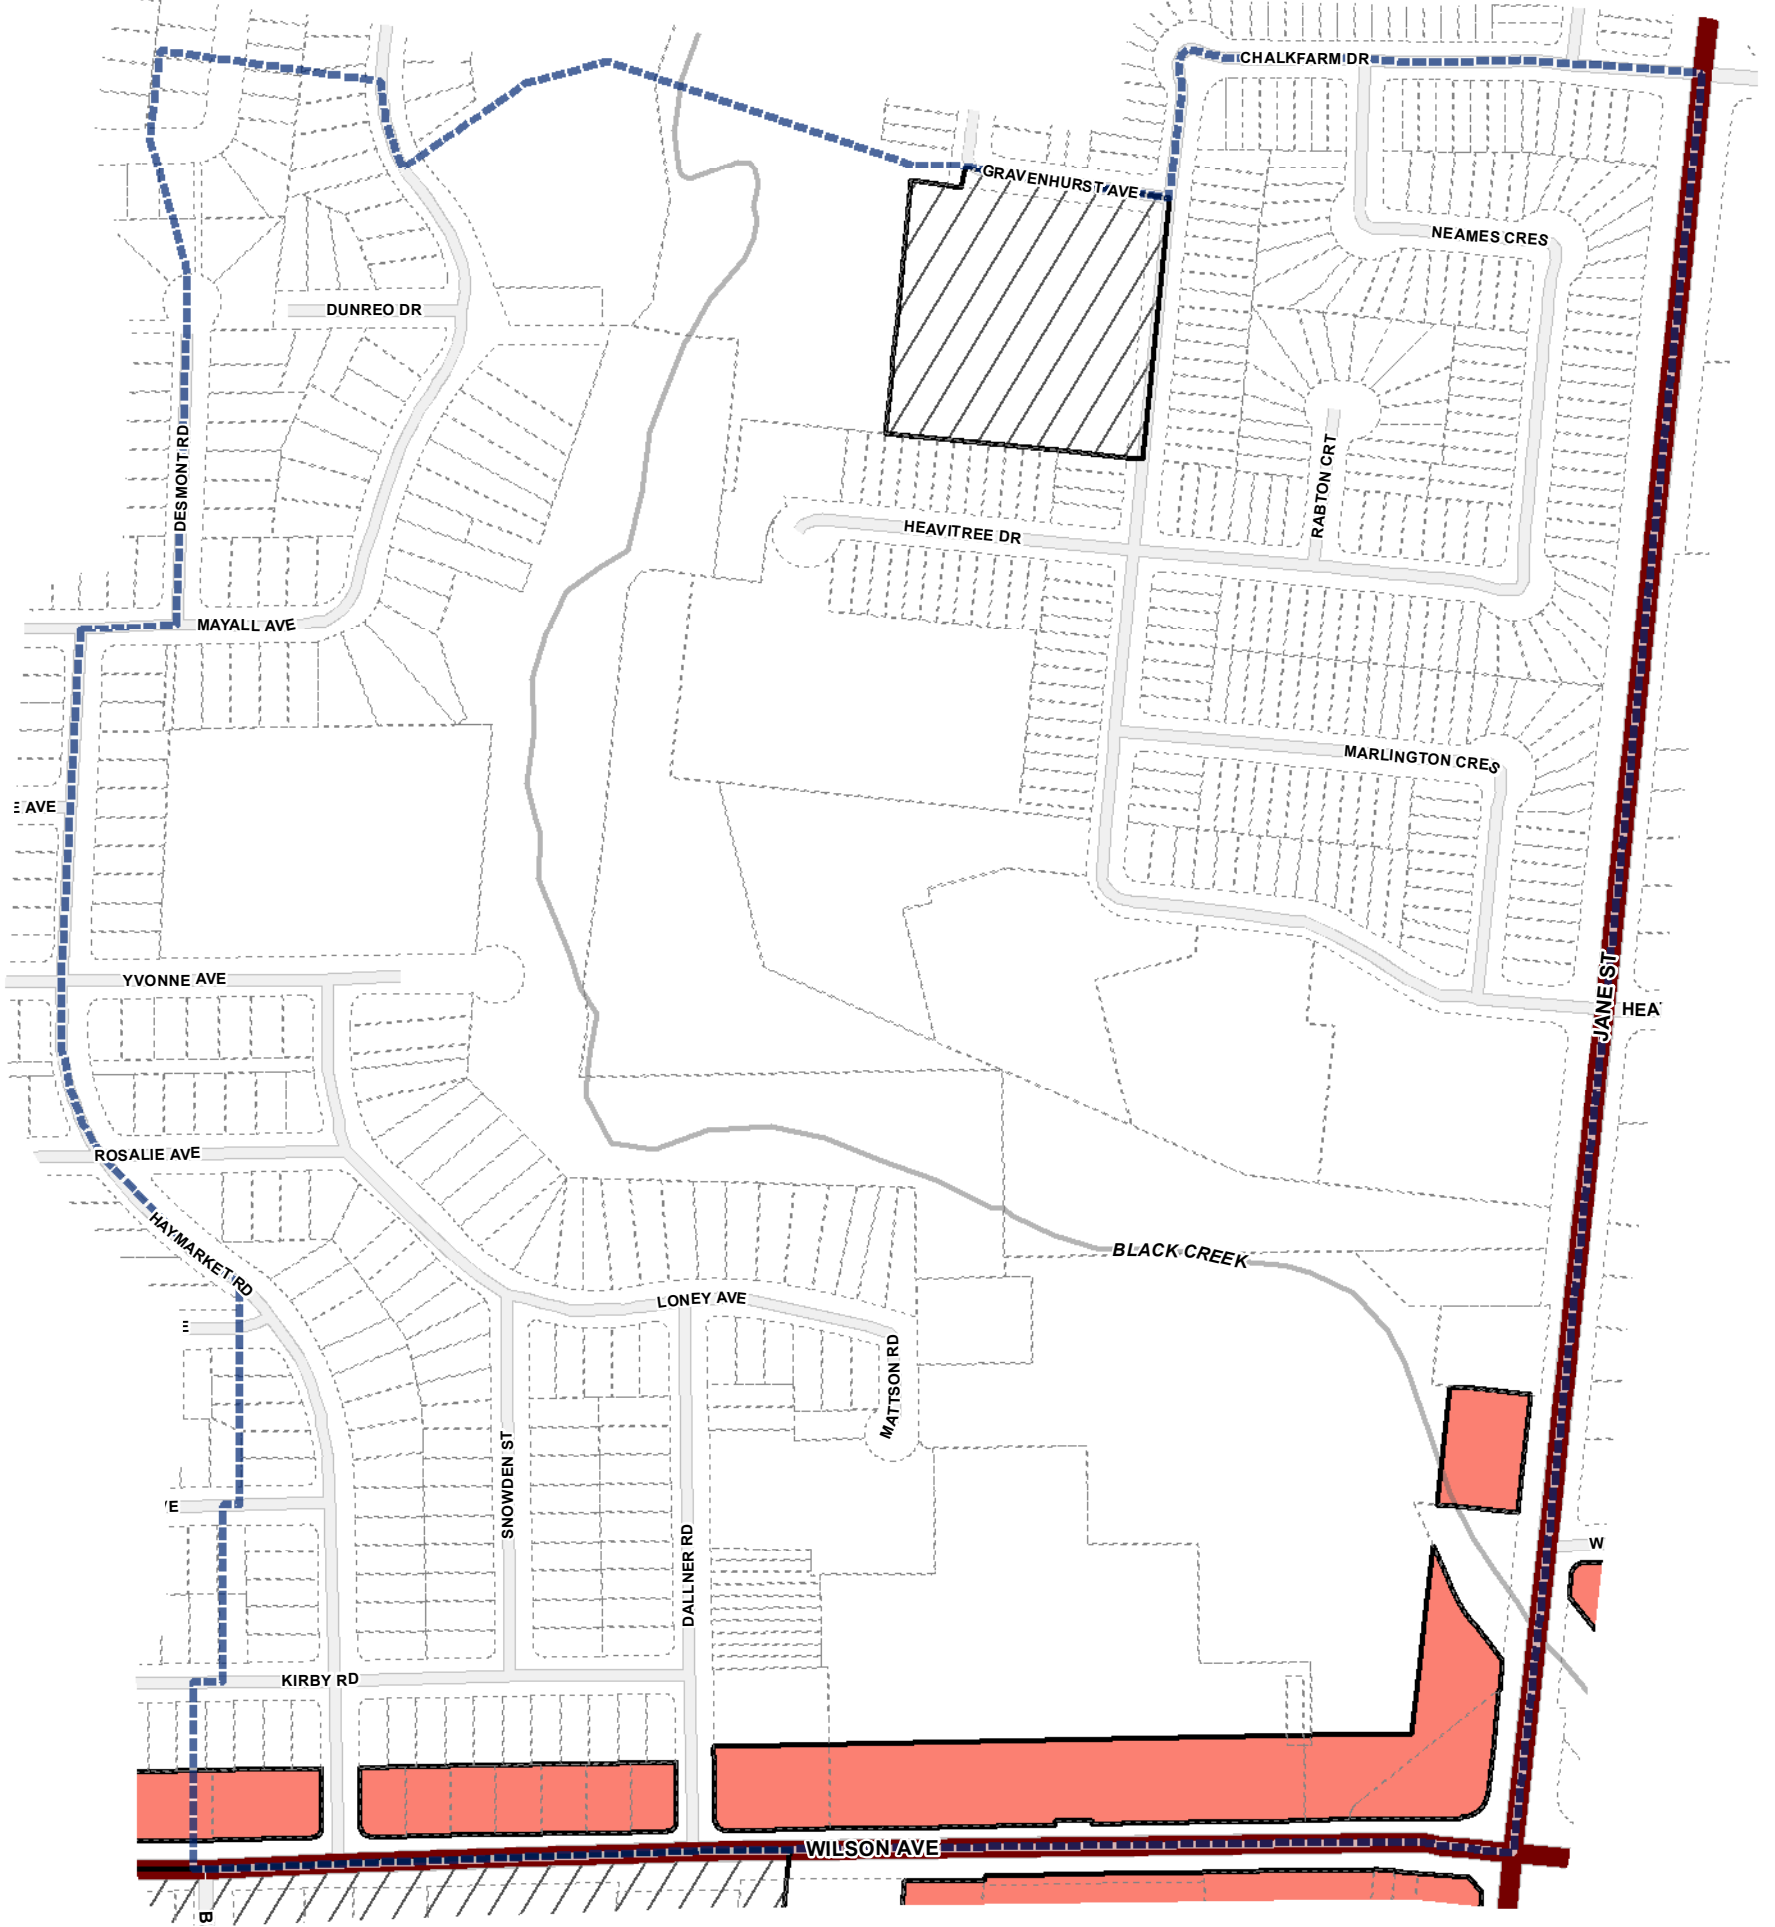 CHALKFARM DR
GRAVENHURST AVE
NEAMES CRES
DUNREO DR
DESMONT RD
RABTON CRT
HEAVITREE DR
MAYALL AVE
MARLINGTON CRES
E AVE
YVONNE AVE
JANE ST
HEA
ROSALIE AVE
HAYMARKET RD
BLACK CREEK
LONEY AVE
E
MATTSON RD
SNOWDEN ST
VE
DALLNER RD
W
KIRBY RD
WILSON AVE
B